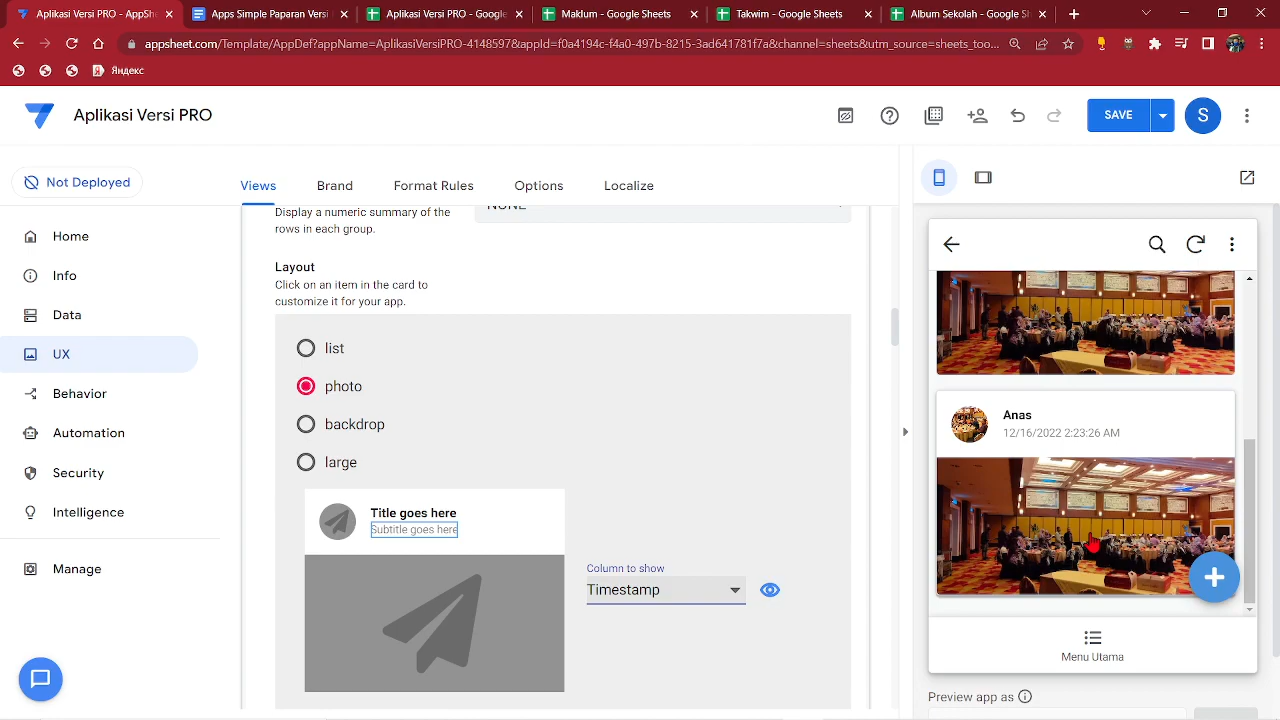 Aplikasi Versi PRO - AppShe
Apps Simple Paparan Versi
Aplikasi Versi PRO - Google
Maklum - Google Sheets
Takwim - Google Sheets
Album Sekolah - Google Sh
appsheet.com/Template/AppDef?appName=AplikasiVersiPRO-4148598&appId=f0a4194c-f4a0-497b-8215-3ad641781f7a&channel=sheets&utm_source=sheets_too...
Яндекс
Aplikasi Versi PRO
SAVE
S
Not Deployed
Views
Brand
Format Rules
Options
Localize
Home
Info
Data
UX
Behavior
Automation
Security
Intelligence
Manage
Display a numeric summary of the
rows in each group.
NONE
Layout
Click on an item in the card to
customize it for your app.
list
photo
backdrop
large
Title goes here
Subtitle goes here
Column to show
Timestamp
Anas
12/16/2022 2:23:26 AM
Menu Utama
Preview app as